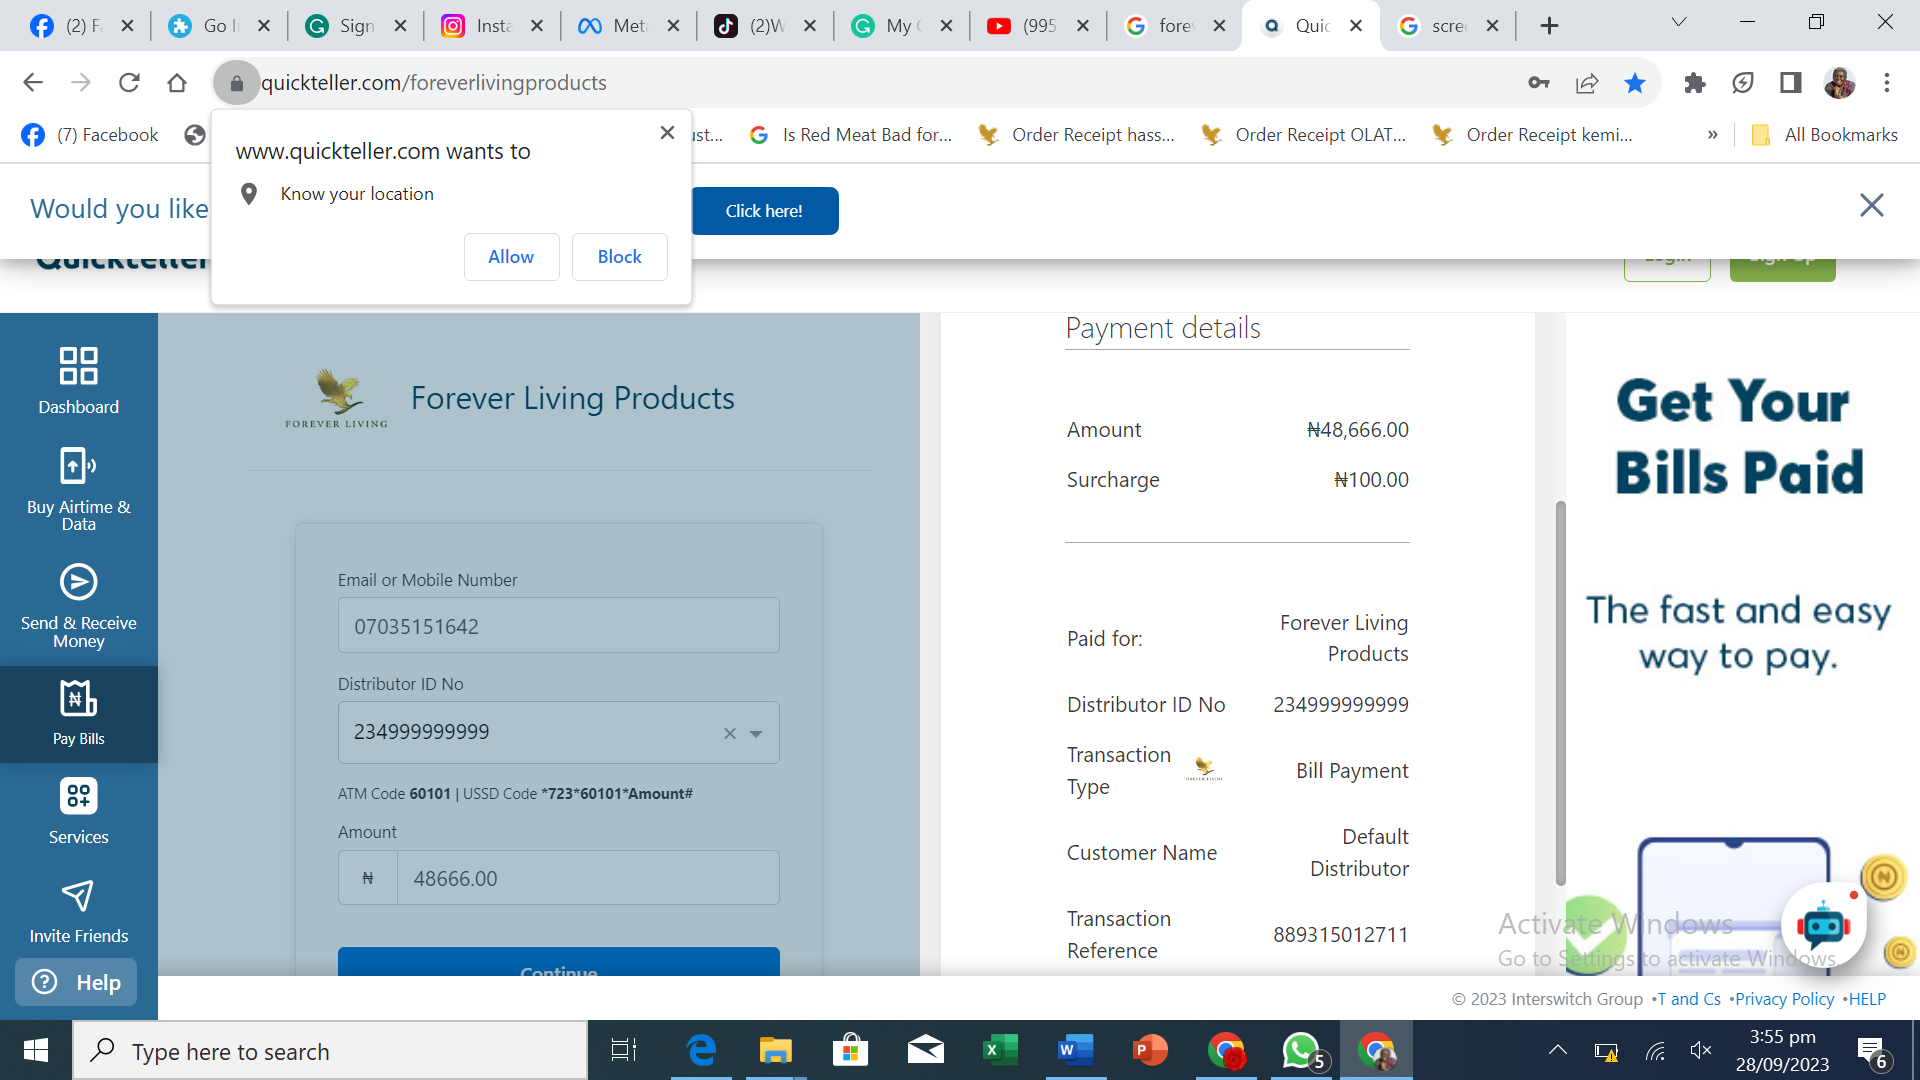 (2) F
Go I
Sign
Insta
Meta
(2)W
My
(995
forev
Quic
scre
quickteller.com/foreverlivingproducts
(7) Facebook
ust...
Is Red Meat Bad for...
Order Receipt hass...
Order Receipt OLAT...
Order Receipt kemi...
»
All Bookmarks
www.quickteller.com wants to
Know your location
Allow
Block
Would you like
Click here!
Quickteller
Login
Sign Up
Dashboard
Buy Airtime &
Data
Send & Receive
Money
Pay Bills
Services
Invite Friends
Help
FOREVER LIVING
Forever Living Products
Email or Mobile Number
07035151642
Distributor ID No
234999999999
ATM Code 60101 | USSD Code *723*60101*Amount#
Amount
₦ 48666.00
Continue
Payment details
Amount ₦48,666.00
Surcharge ₦100.00
Paid for: Forever Living
Products
Distributor ID No 234999999999
Transaction
Type
Bill Payment
Customer Name Default
Distributor
Transaction
Reference
889315012711
Get Your
Bills Paid
The fast and easy
way to pay.
Activate Windows
Go to Settings to activate Windows.
© 2023 Interswitch Group •T and Cs •Privacy Policy •HELP
Type here to search
5
3:55 pm
28/09/2023
6